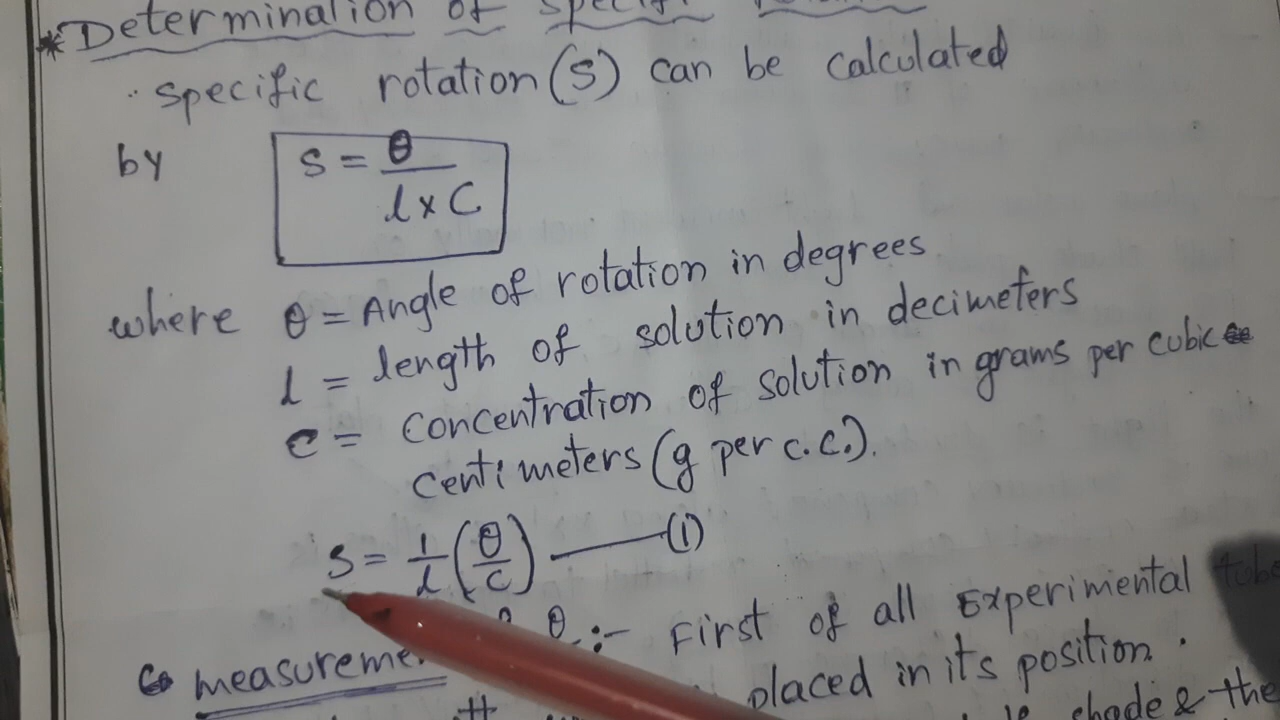 * Determination of specific
. specific rotation (S) can be calculated
by S = θ / l × C
where θ = Angle of rotation in degrees
l = length of solution in decimeters
c = concentration of solution in grams per cubic
centimeters (g per c.c.).
S = 1/l (θ/c) —— (1)
measureme θ :- First of all Experimental tube
placed in its position.
& the